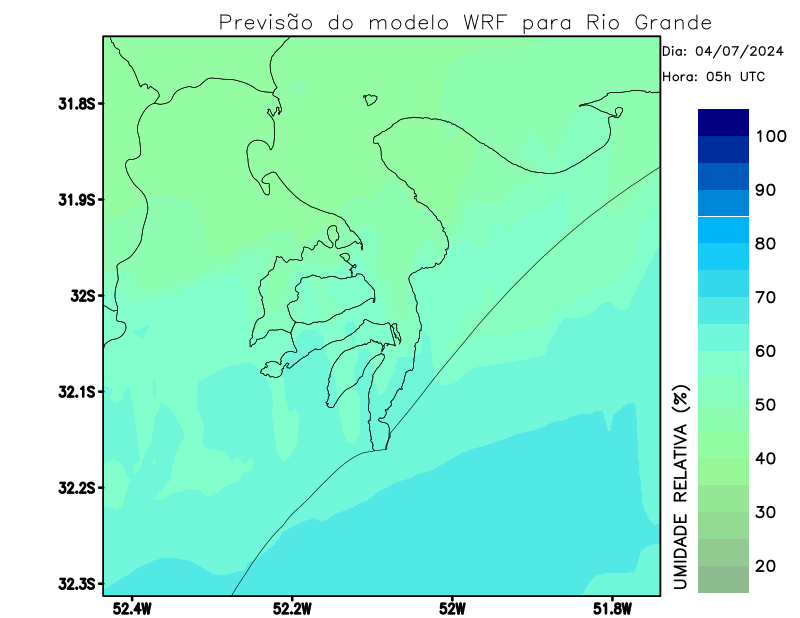 Previsão do modelo WRF para Rio Grande
Dia: 04/07/2024
Hora: 05h UTC
31.8S
31.9S
32S
32.1S
32.2S
32.3S
52.4W
52.2W
52W
51.8W
100
90
80
70
60
50
40
30
20
UMIDADE RELATIVA (%)